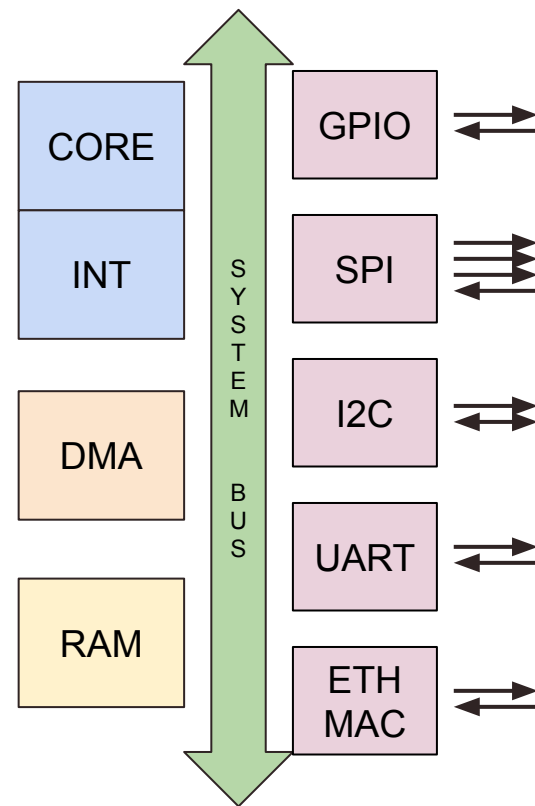 CORE
INT
DMA
RAM
SYSTEM BUS
GPIO
SPI
I2C
UART
ETH
MAC